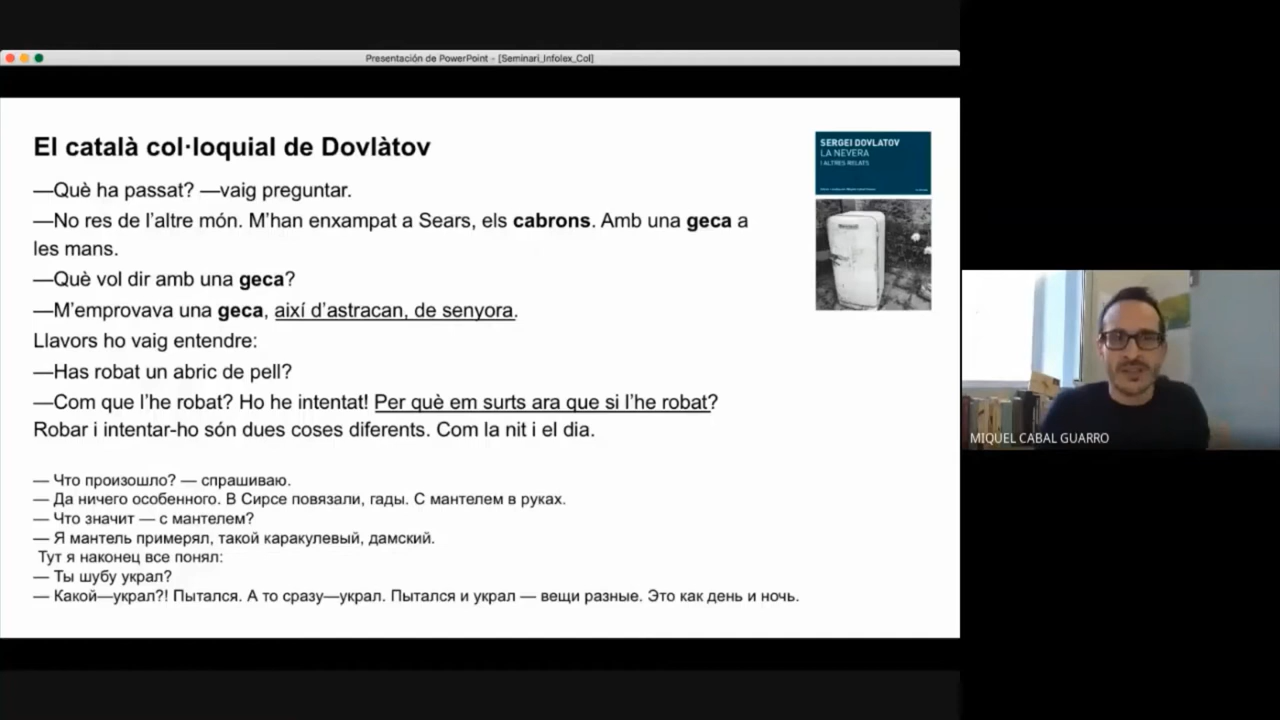 Presentación de PowerPoint - [Seminari_Infolex_Col]
El català col·loquial de Dovlàtov
—Què ha passat? —vaig preguntar.
—No res de l’altre món. M’han enxampat a Sears, els cabrons. Amb una geca a
les mans.
—Què vol dir amb una geca?
—M’emprovava una geca, així d’astracan, de senyora.
Llavors ho vaig entendre:
—Has robat un abric de pell?
—Com que l’he robat? Ho he intentat! Per què em surts ara que si l’he robat?
Robar i intentar-ho són dues coses diferents. Com la nit i el dia.
— Что произошло? — спрашиваю.
— Да ничего особенного. В Сирсе повязали, гады. С мантелем в руках.
— Что значит — с мантелем?
— Я мантель примерял, такой каракулевый, дамский.
Тут я наконец все понял:
— Ты шубу украл?
— Какой—украл?! Пытался. А то сразу—украл. Пытался и украл — вещи разные. Это как день и ночь.
SERGEI DOVLATOV
LA NEVERA
I ALTRES RELATS
MIQUEL CABAL GUARRO